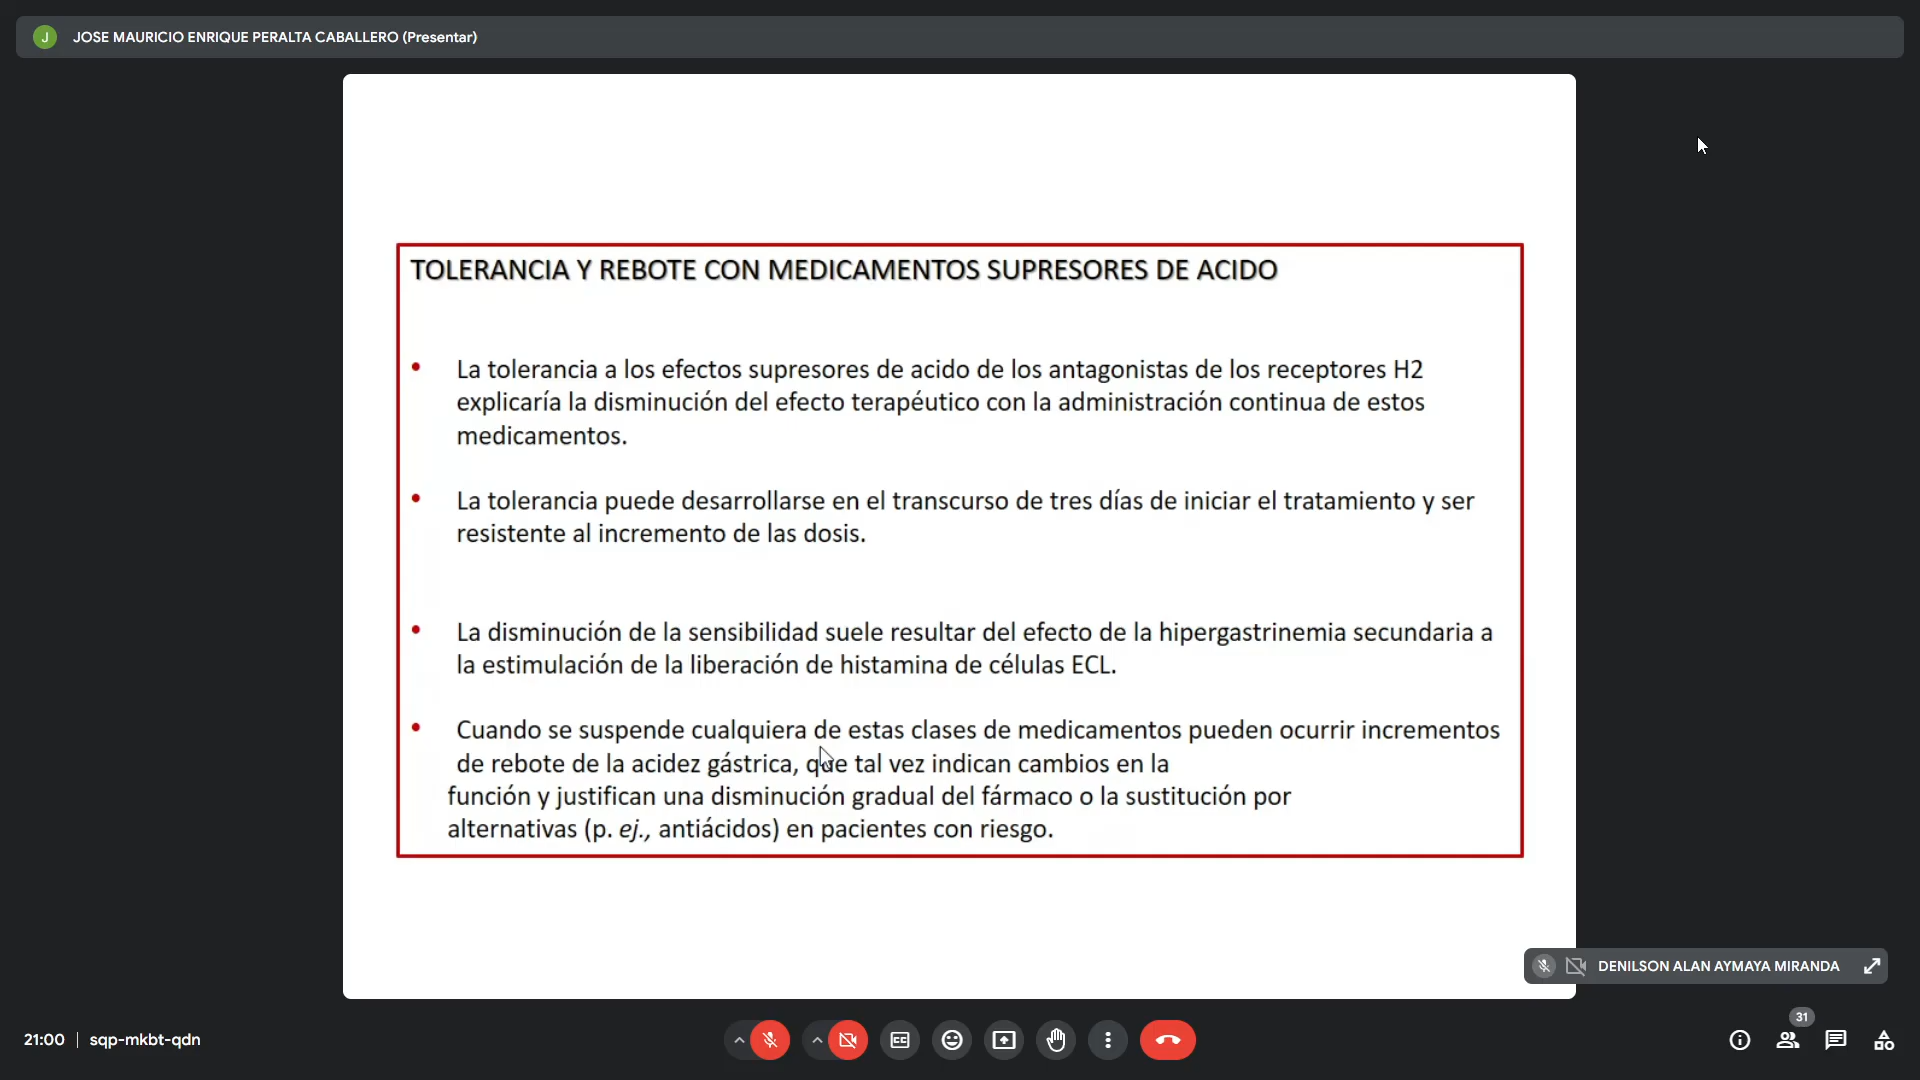 J JOSE MAURICIO ENRIQUE PERALTA CABALLERO (Presentar)
TOLERANCIA Y REBOTE CON MEDICAMENTOS SUPRESORES DE ACIDO
• La tolerancia a los efectos supresores de acido de los antagonistas de los receptores H2
explicaría la disminución del efecto terapéutico con la administración continua de estos
medicamentos.
• La tolerancia puede desarrollarse en el transcurso de tres días de iniciar el tratamiento y ser
resistente al incremento de las dosis.
• La disminución de la sensibilidad suele resultar del efecto de la hipergastrinemia secundaria a
la estimulación de la liberación de histamina de células ECL.
• Cuando se suspende cualquiera de estas clases de medicamentos pueden ocurrir incrementos
de rebote de la acidez gástrica, que tal vez indican cambios en la
función y justifican una disminución gradual del fármaco o la sustitución por
alternativas (p. ej., antiácidos) en pacientes con riesgo.
DENILSON ALAN AYMAYA MIRANDA
21:00 | sqp-mkbt-qdn
CC
31